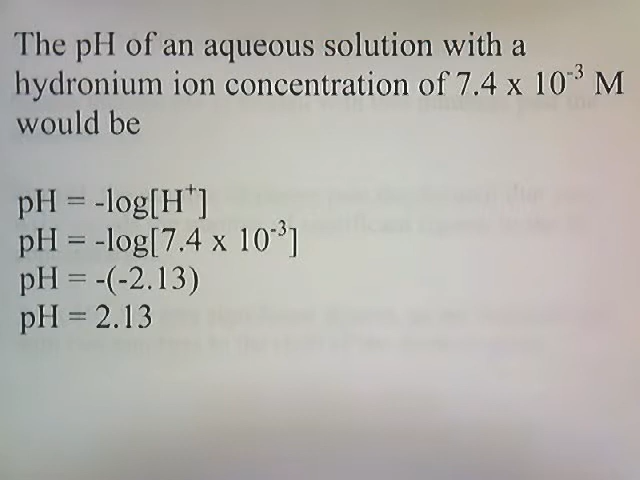 The pH of an aqueous solution with a
hydronium ion concentration of 7.4 x 10⁻³ M
would be
pH = -log[H⁺]
pH = -log[7.4 x 10⁻³]
pH = -(-2.13)
pH = 2.13